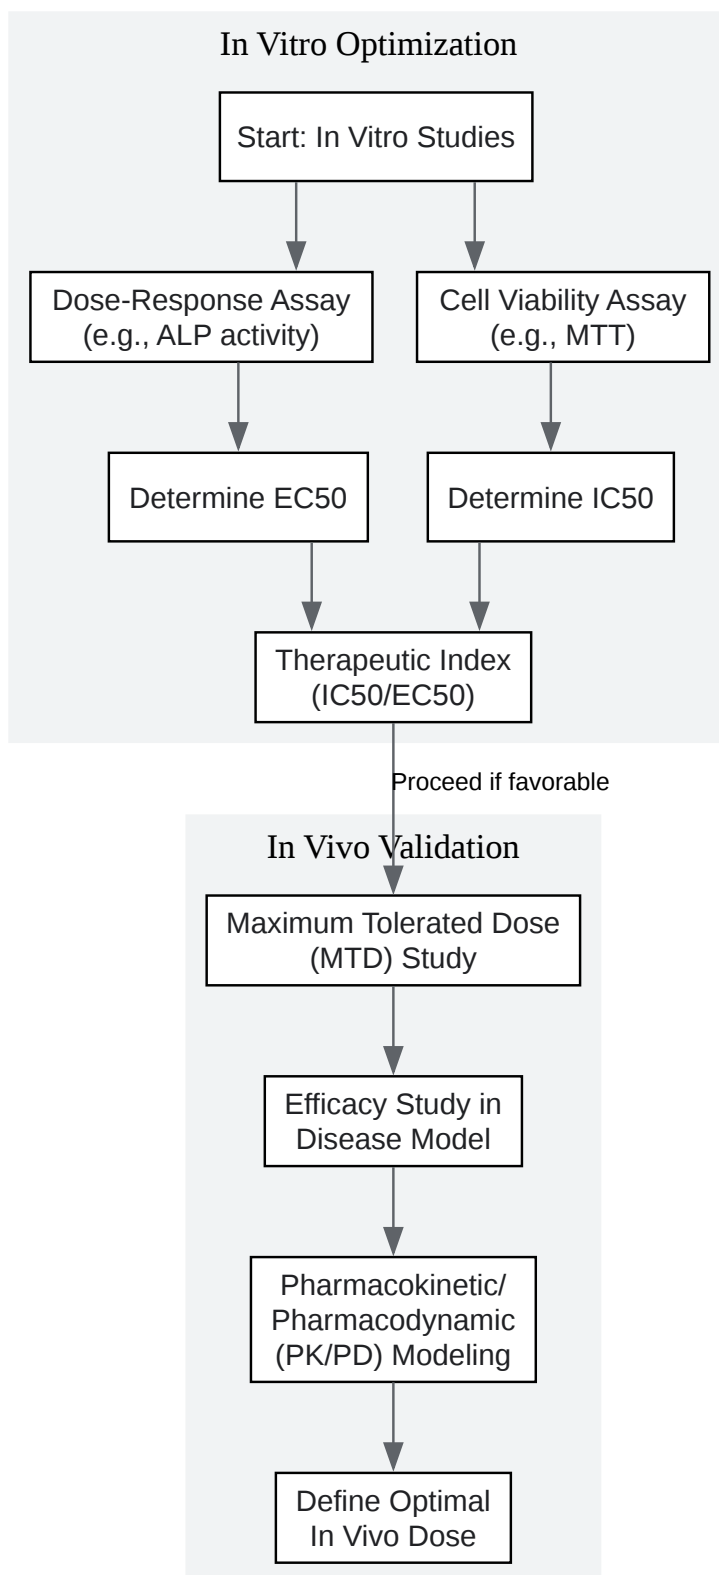 In Vitro Optimization
Start: In Vitro Studies
Dose-Response Assay
(e.g., ALP activity)
Cell Viability Assay
(e.g., MTT)
Determine EC50
Determine IC50
Therapeutic Index
(IC50/EC50)
Proceed if favorable
In Vivo Validation
Maximum Tolerated Dose
(MTD) Study
Efficacy Study in
Disease Model
Pharmacokinetic/
Pharmacodynamic
(PK/PD) Modeling
Define Optimal
In Vivo Dose